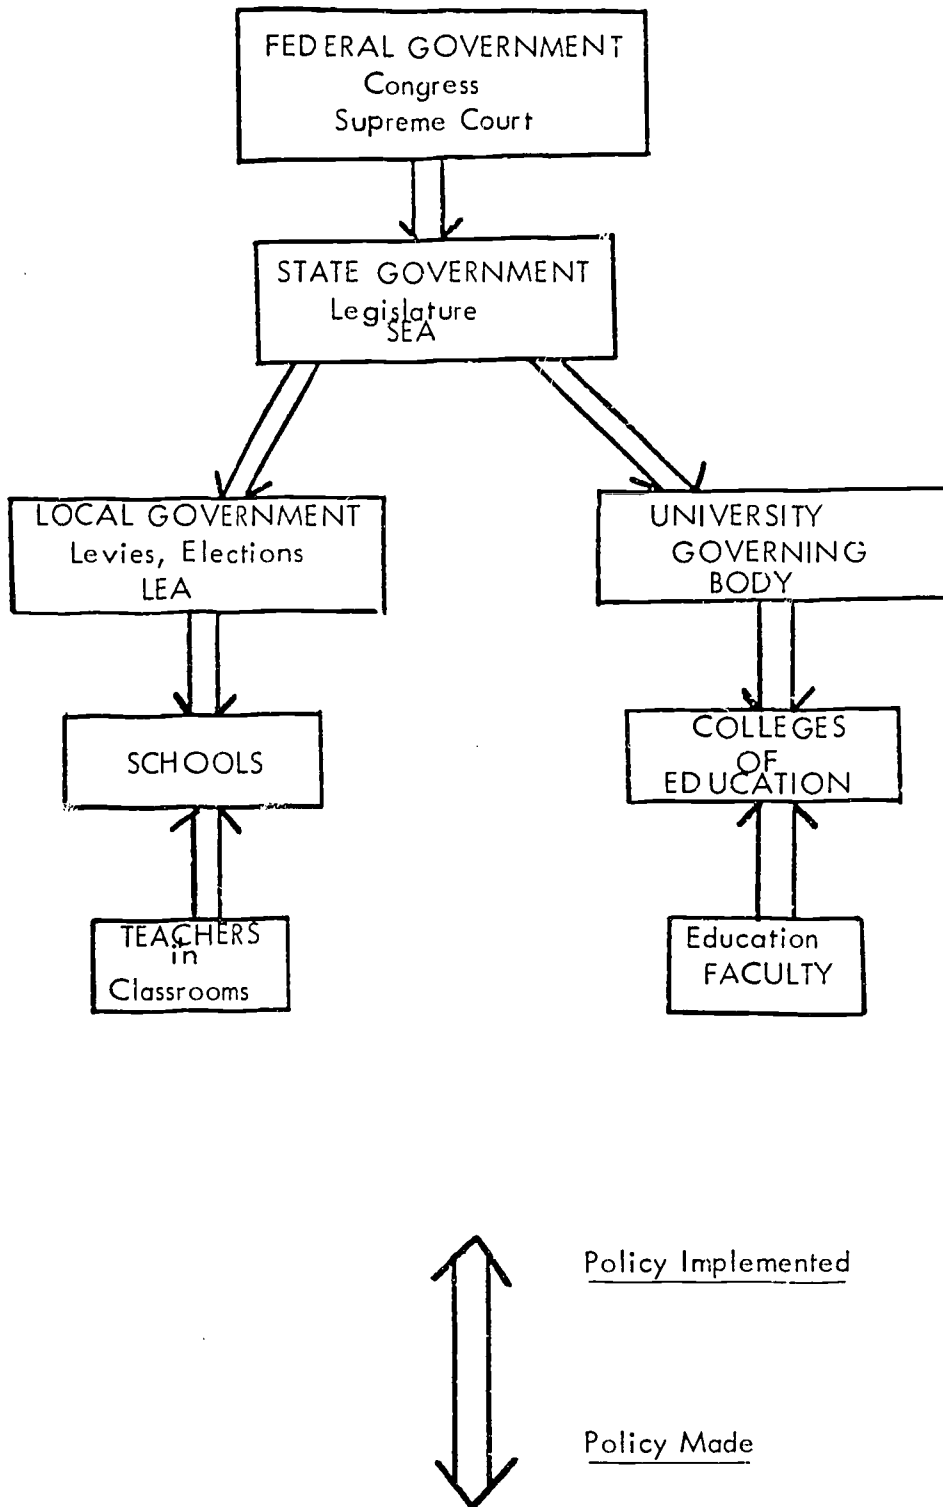 FEDERAL GOVERNMENT
Congress
Supreme Court
STATE GOVERNMENT
Legislature
SEA
LOCAL GOVERNMENT
Levies, Elections
LEA
UNIVERSITY
GOVERNING
BODY
SCHOOLS
COLLEGES
OF
EDUCATION
TEACHERS
in
Classrooms
Education
FACULTY
Policy Implemented
Policy Made